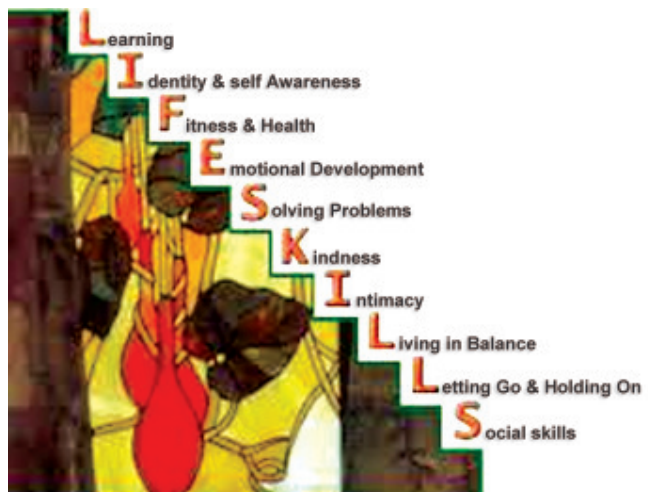 Learning
Identity & self Awareness
Fitness & Health
Emotional Development
Solving Problems
Kindness
Intimacy
Living in Balance
Letting Go & Holding On
Social skills